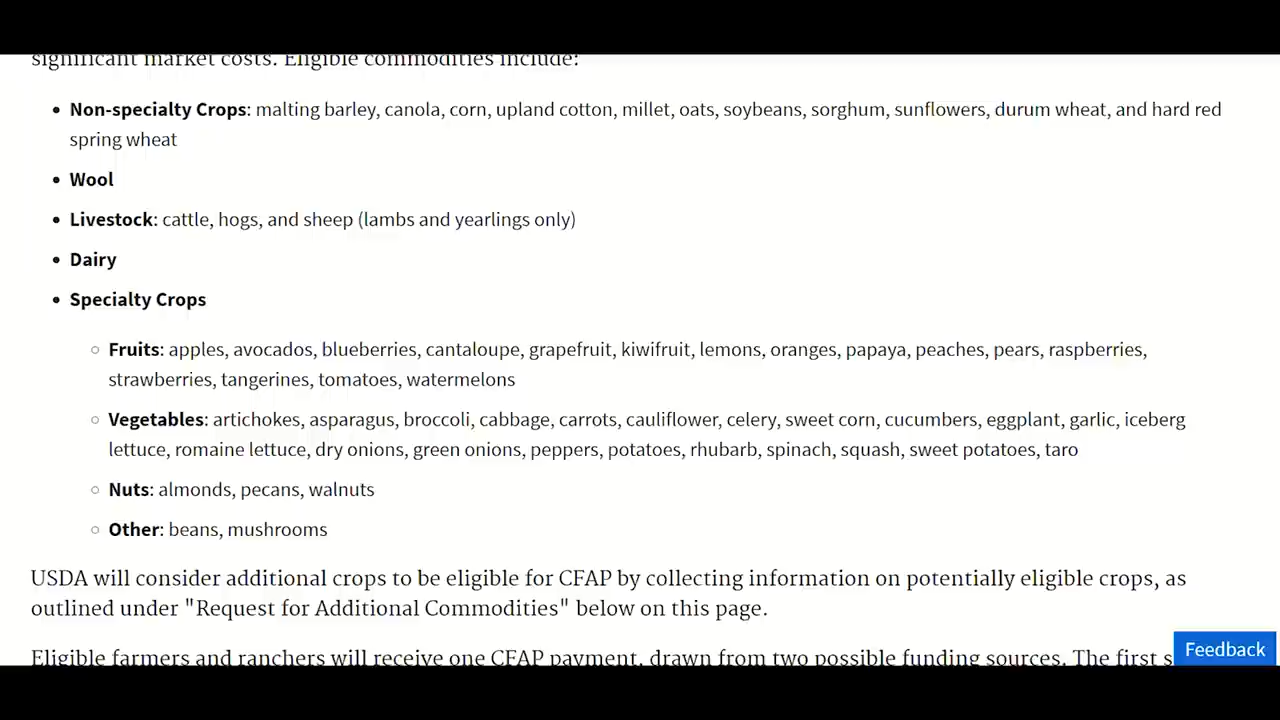 significant market costs. Eligible commodities include:
• Non-specialty Crops: malting barley, canola, corn, upland cotton, millet, oats, soybeans, sorghum, sunflowers, durum wheat, and hard red
spring wheat
• Wool
• Livestock: cattle, hogs, and sheep (lambs and yearlings only)
• Dairy
• Specialty Crops
◦ Fruits: apples, avocados, blueberries, cantaloupe, grapefruit, kiwifruit, lemons, oranges, papaya, peaches, pears, raspberries,
strawberries, tangerines, tomatoes, watermelons
◦ Vegetables: artichokes, asparagus, broccoli, cabbage, carrots, cauliflower, celery, sweet corn, cucumbers, eggplant, garlic, iceberg
lettuce, romaine lettuce, dry onions, green onions, peppers, potatoes, rhubarb, spinach, squash, sweet potatoes, taro
◦ Nuts: almonds, pecans, walnuts
◦ Other: beans, mushrooms
USDA will consider additional crops to be eligible for CFAP by collecting information on potentially eligible crops, as
outlined under "Request for Additional Commodities" below on this page.
Eligible farmers and ranchers will receive one CFAP payment, drawn from two possible funding sources. The first s
Feedback